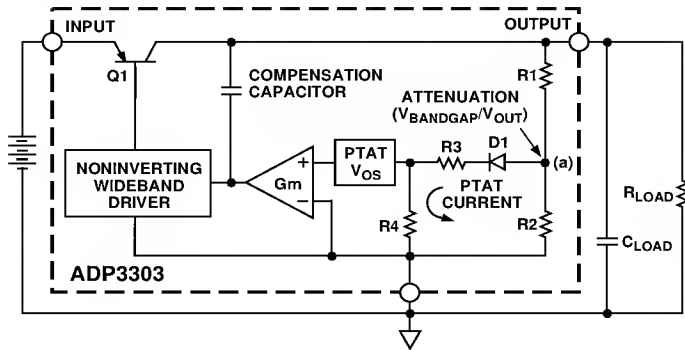 INPUT
OUTPUT
Q1
COMPENSATION
CAPACITOR
R1
ATTENUATION
(VBANDGAP/VOUT)
NONINVERTING
WIDEBAND
DRIVER
Gm
+
−
PTAT
VOS
R3
D1
(a)
PTAT
CURRENT
R4
R2
RLOAD
CLOAD
ADP3303